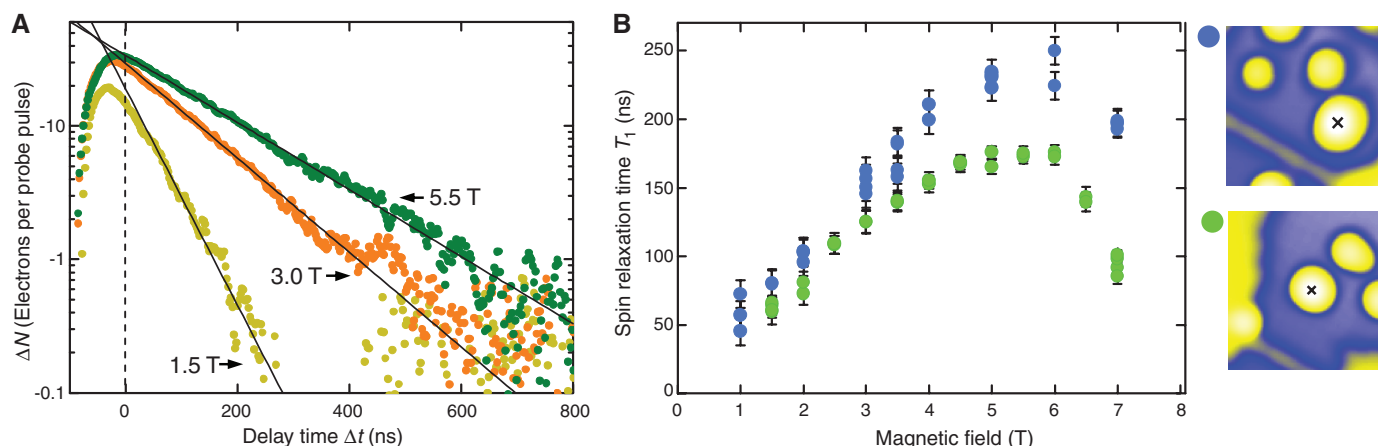 A
ΔN (Electrons per probe pulse)
-10
-1
-0.1
5.5 T
3.0 T
1.5 T
0
200
400
600
800
Delay time Δt (ns)
B
Spin relaxation time T₁ (ns)
250
200
150
100
50
0
0
1
2
3
4
5
6
7
8
Magnetic field (T)
×
×